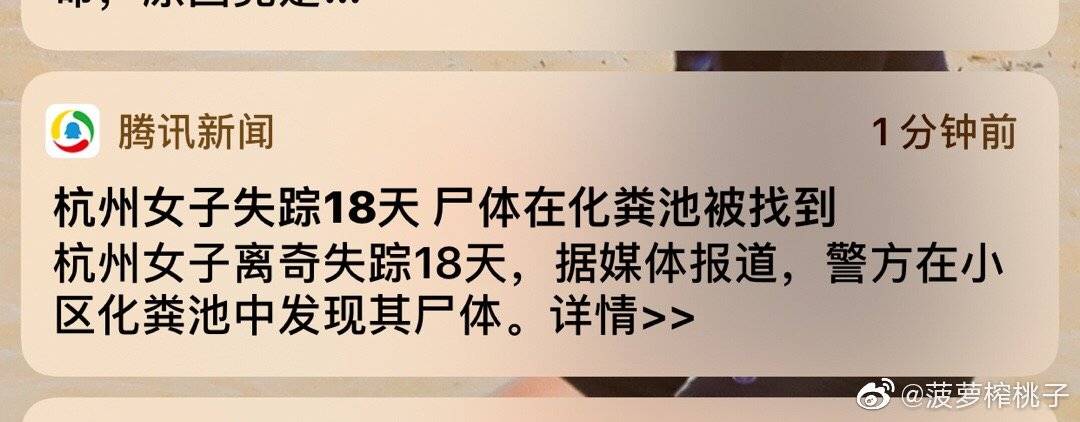 腾讯新闻
1 分钟前
杭州女子失踪18天 尸体在化粪池被找到
杭州女子离奇失踪18天，据媒体报道，警方在小
区化粪池中发现其尸体。详情>>
@菠萝榨桃子